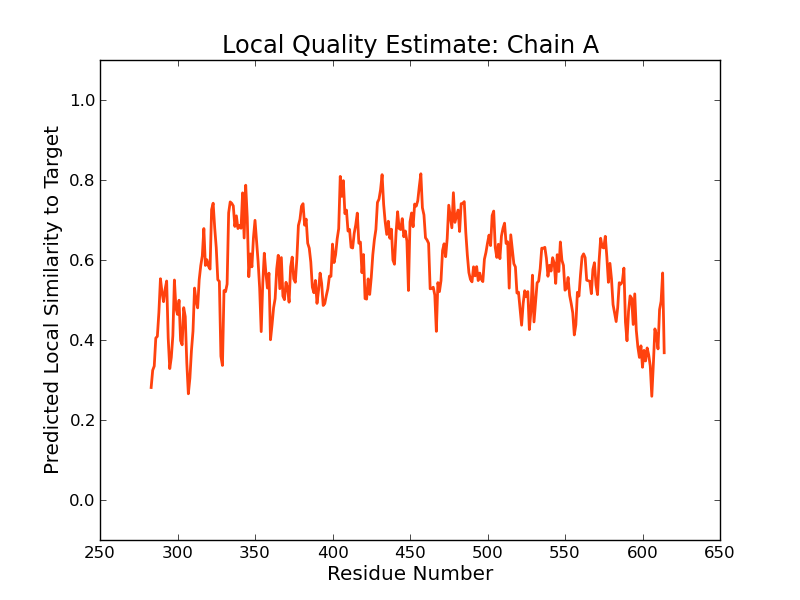 Local Quality Estimate: Chain A
Predicted Local Similarity to Target
1.0
0.8
0.6
0.4
0.2
0.0
250 300 350 400 450 500 550 600 650
Residue Number